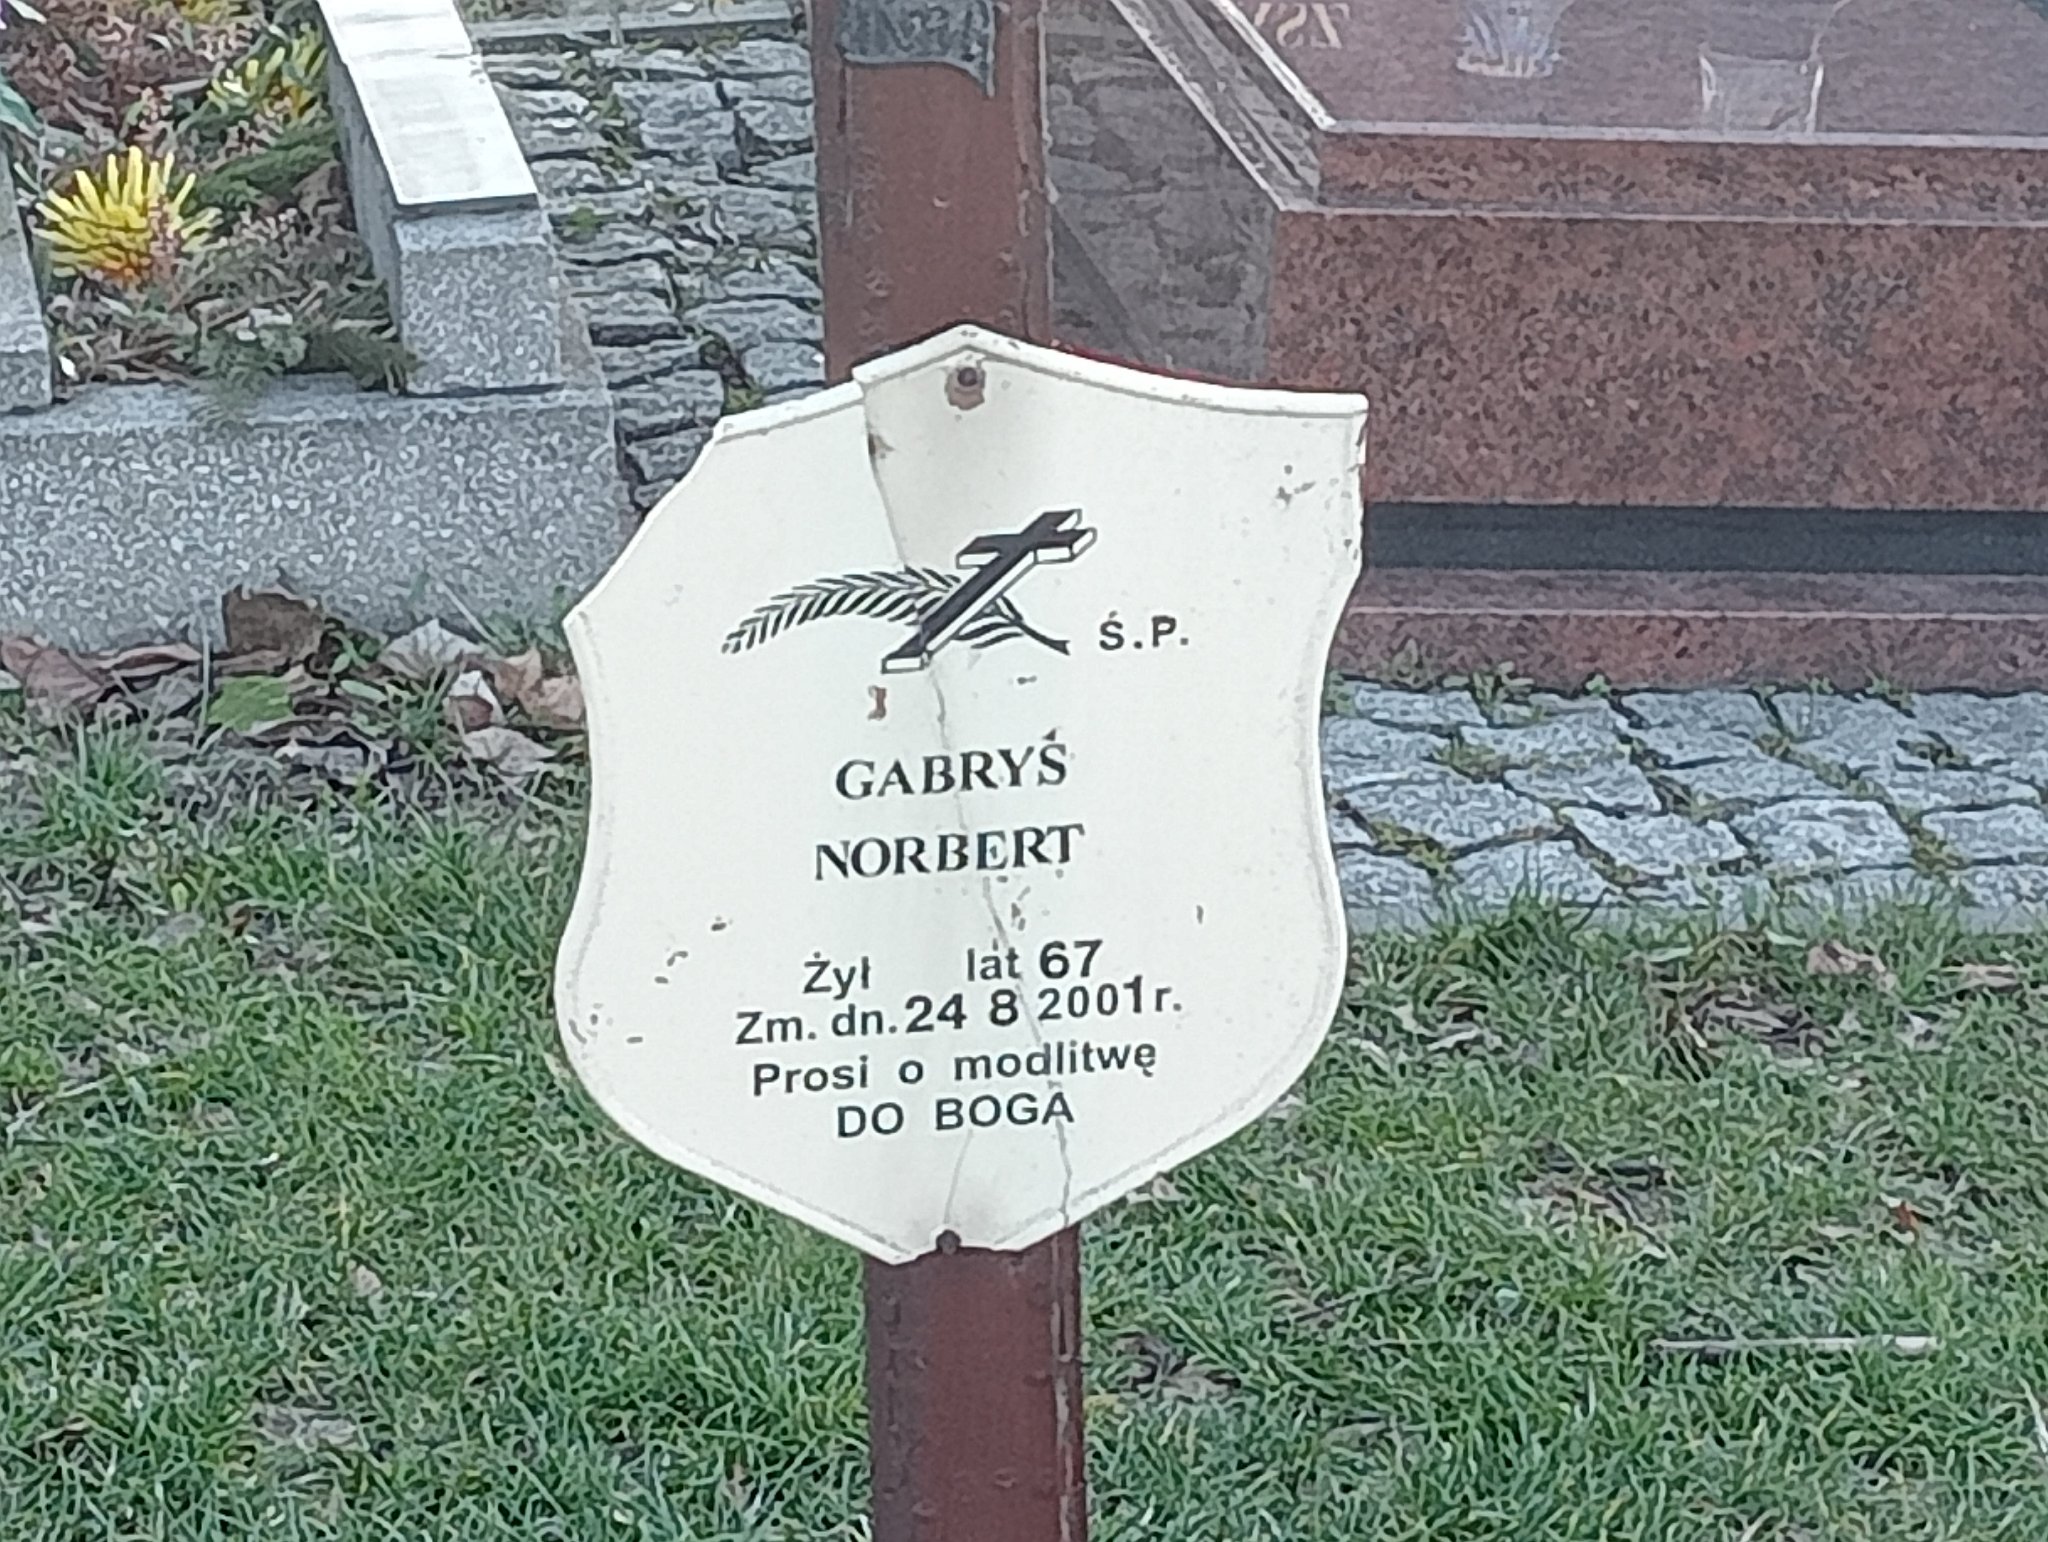 Ś.P.
GABRYŚ
NORBERT
Żył lat 67
Zm. dn. 24 8 2001 r.
Prosi o modlitwę
DO BOGA